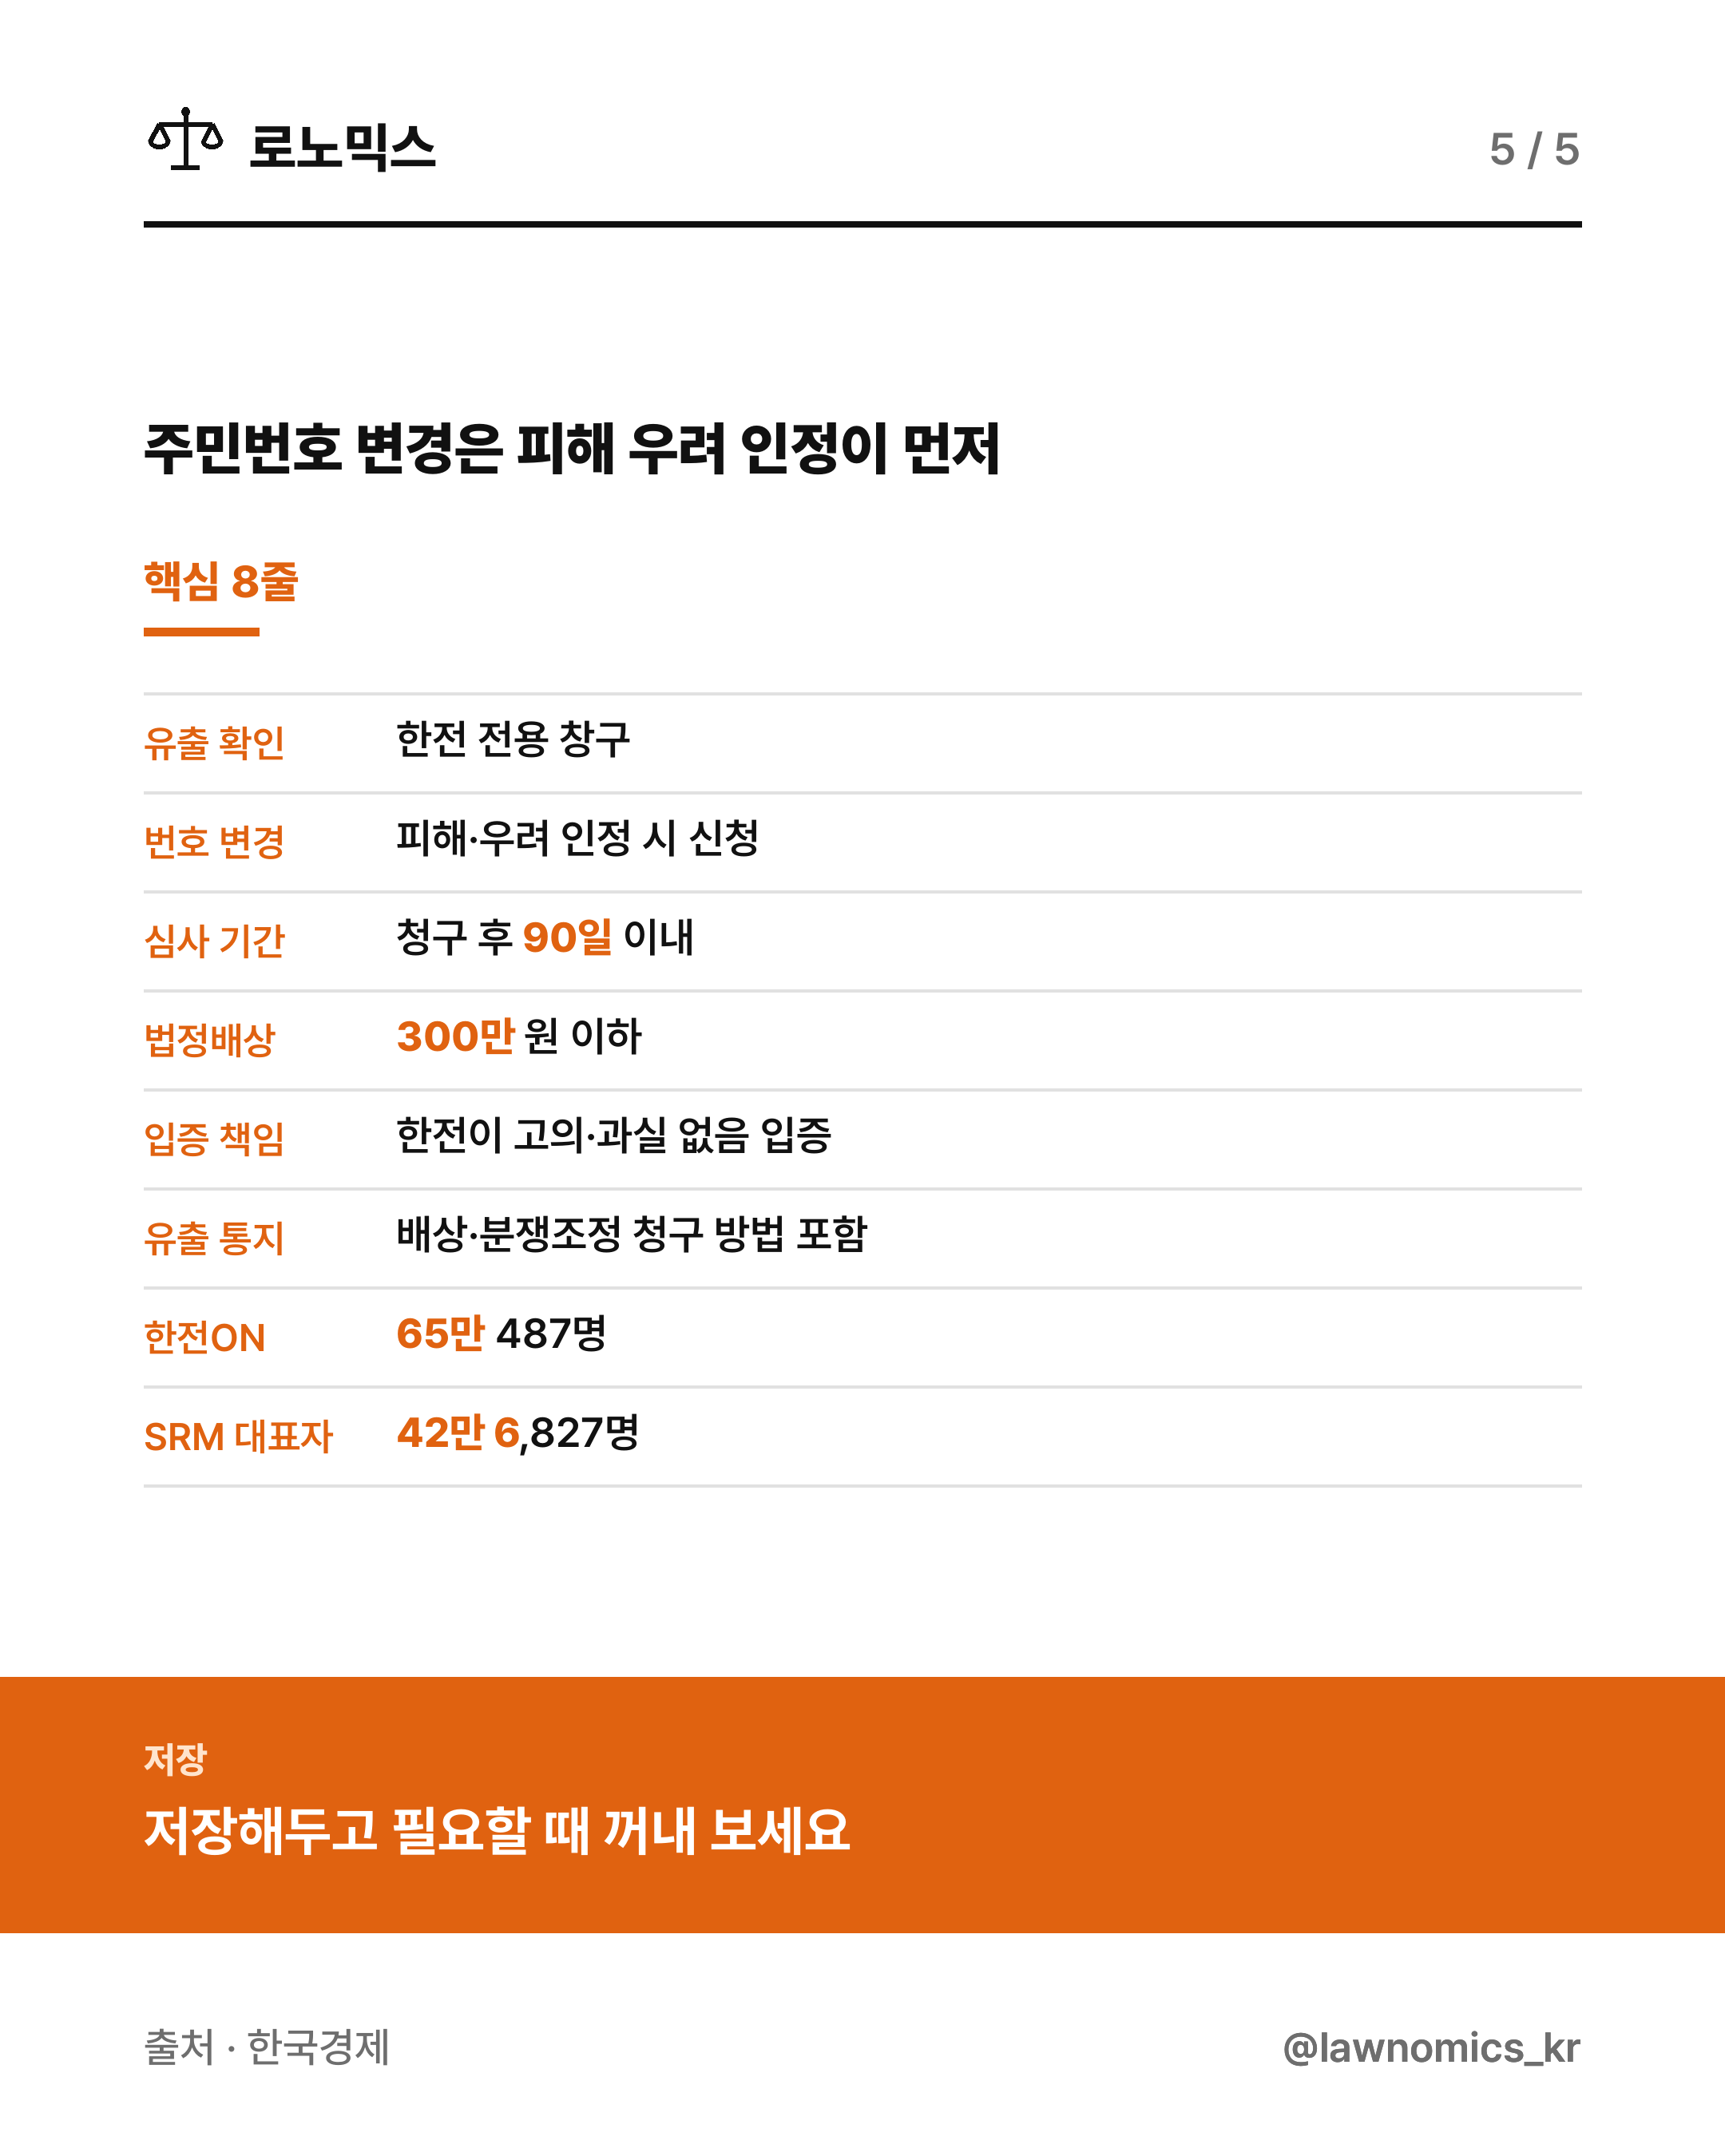 로노믹스
5 / 5
주민번호 변경은 피해 우려 인정이 먼저
핵심 8줄
유출 확인 한전 전용 창구
번호 변경 피해·우려 인정 시 신청
심사 기간 청구 후 90일 이내
법정배상 300만 원 이하
입증 책임 한전이 고의·과실 없음 입증
유출 통지 배상·분쟁조정 청구 방법 포함
한전ON 65만 487명
SRM 대표자 42만 6,827명
저장
저장해두고 필요할 때 꺼내 보세요
출처 · 한국경제
@lawnomics_kr